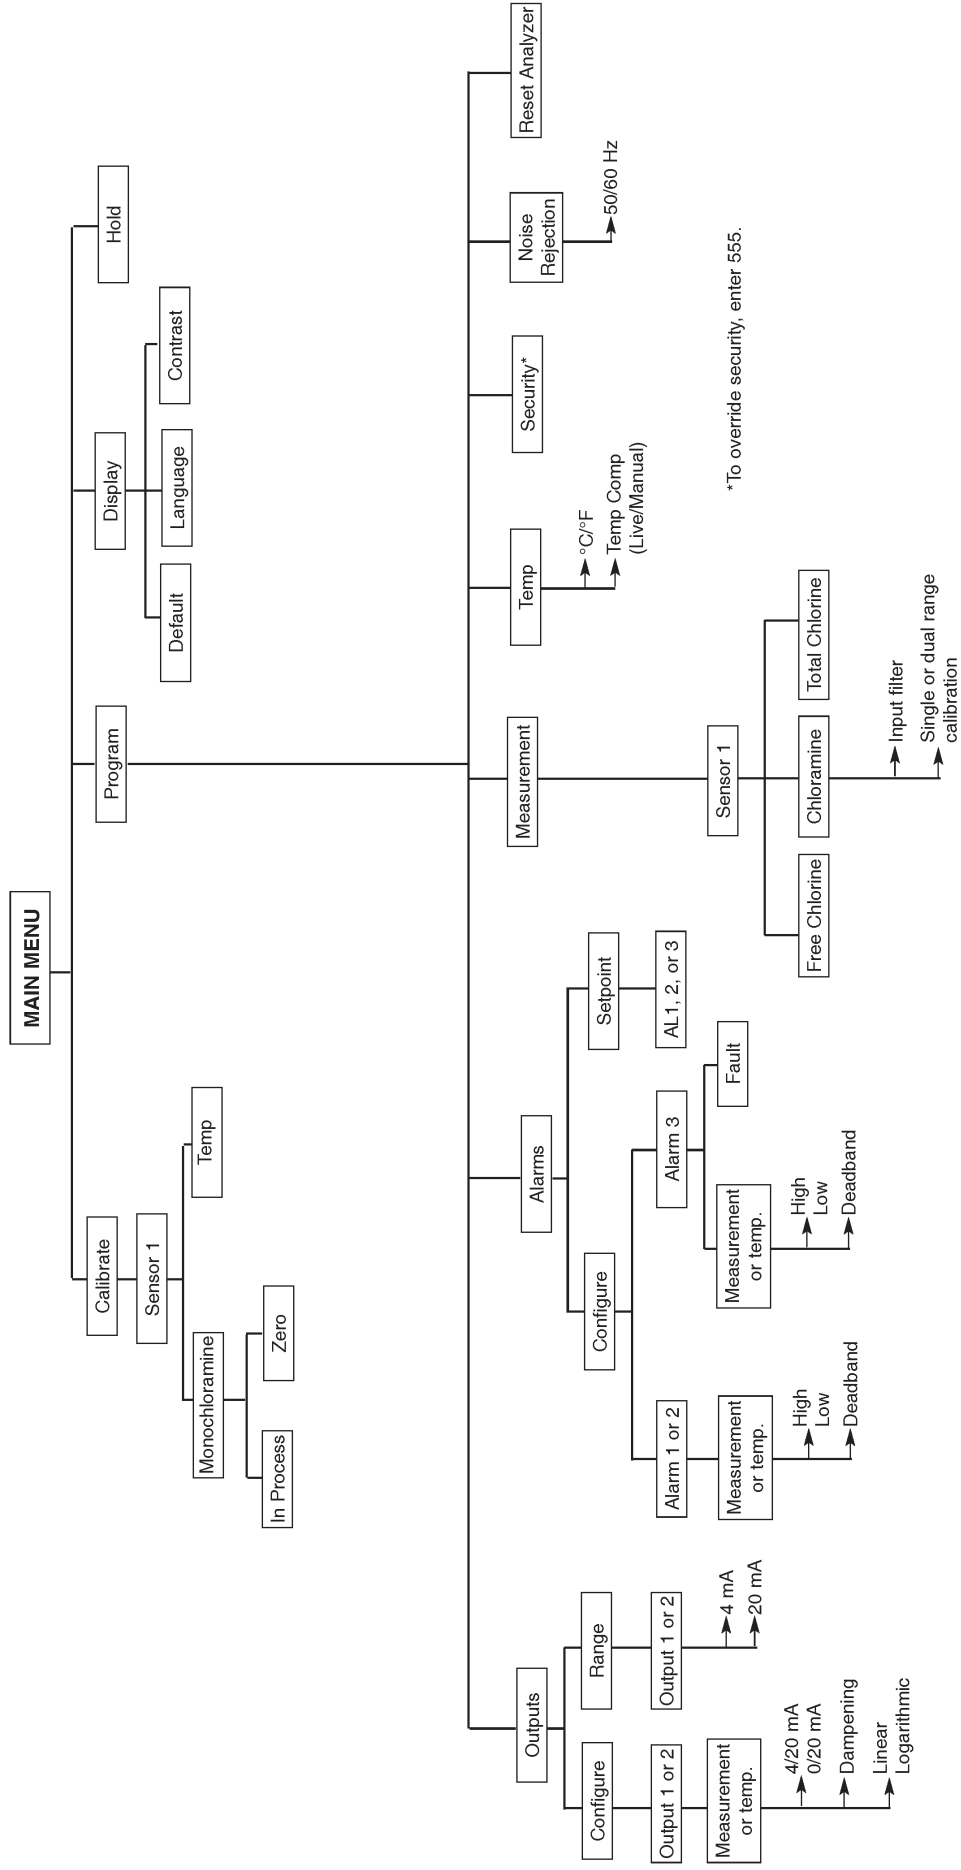 MAIN MENU
Calibrate
Program
Display
Hold
Sensor 1
Monochloramine
Temp
In Process
Zero
Default
Language
Contrast
Outputs
Alarms
Measurement
Temp
Security*
Noise
Rejection
Reset Analyzer
Configure
Range
Output 1 or 2
Output 1 or 2
Measurement
or temp.
4/20 mA
0/20 mA
Dampening
Linear
Logarithmic
4 mA
20 mA
Configure
Setpoint
Alarm 1 or 2
Alarm 3
AL1, 2, or 3
Measurement
or temp.
High
Low
Deadband
Measurement
or temp.
Fault
High
Low
Deadband
Sensor 1
Free Chlorine
Chloramine
Total Chlorine
Input filter
Single or dual range
calibration
°C/°F
Temp Comp
(Live/Manual)
50/60 Hz
*To override security, enter 555.